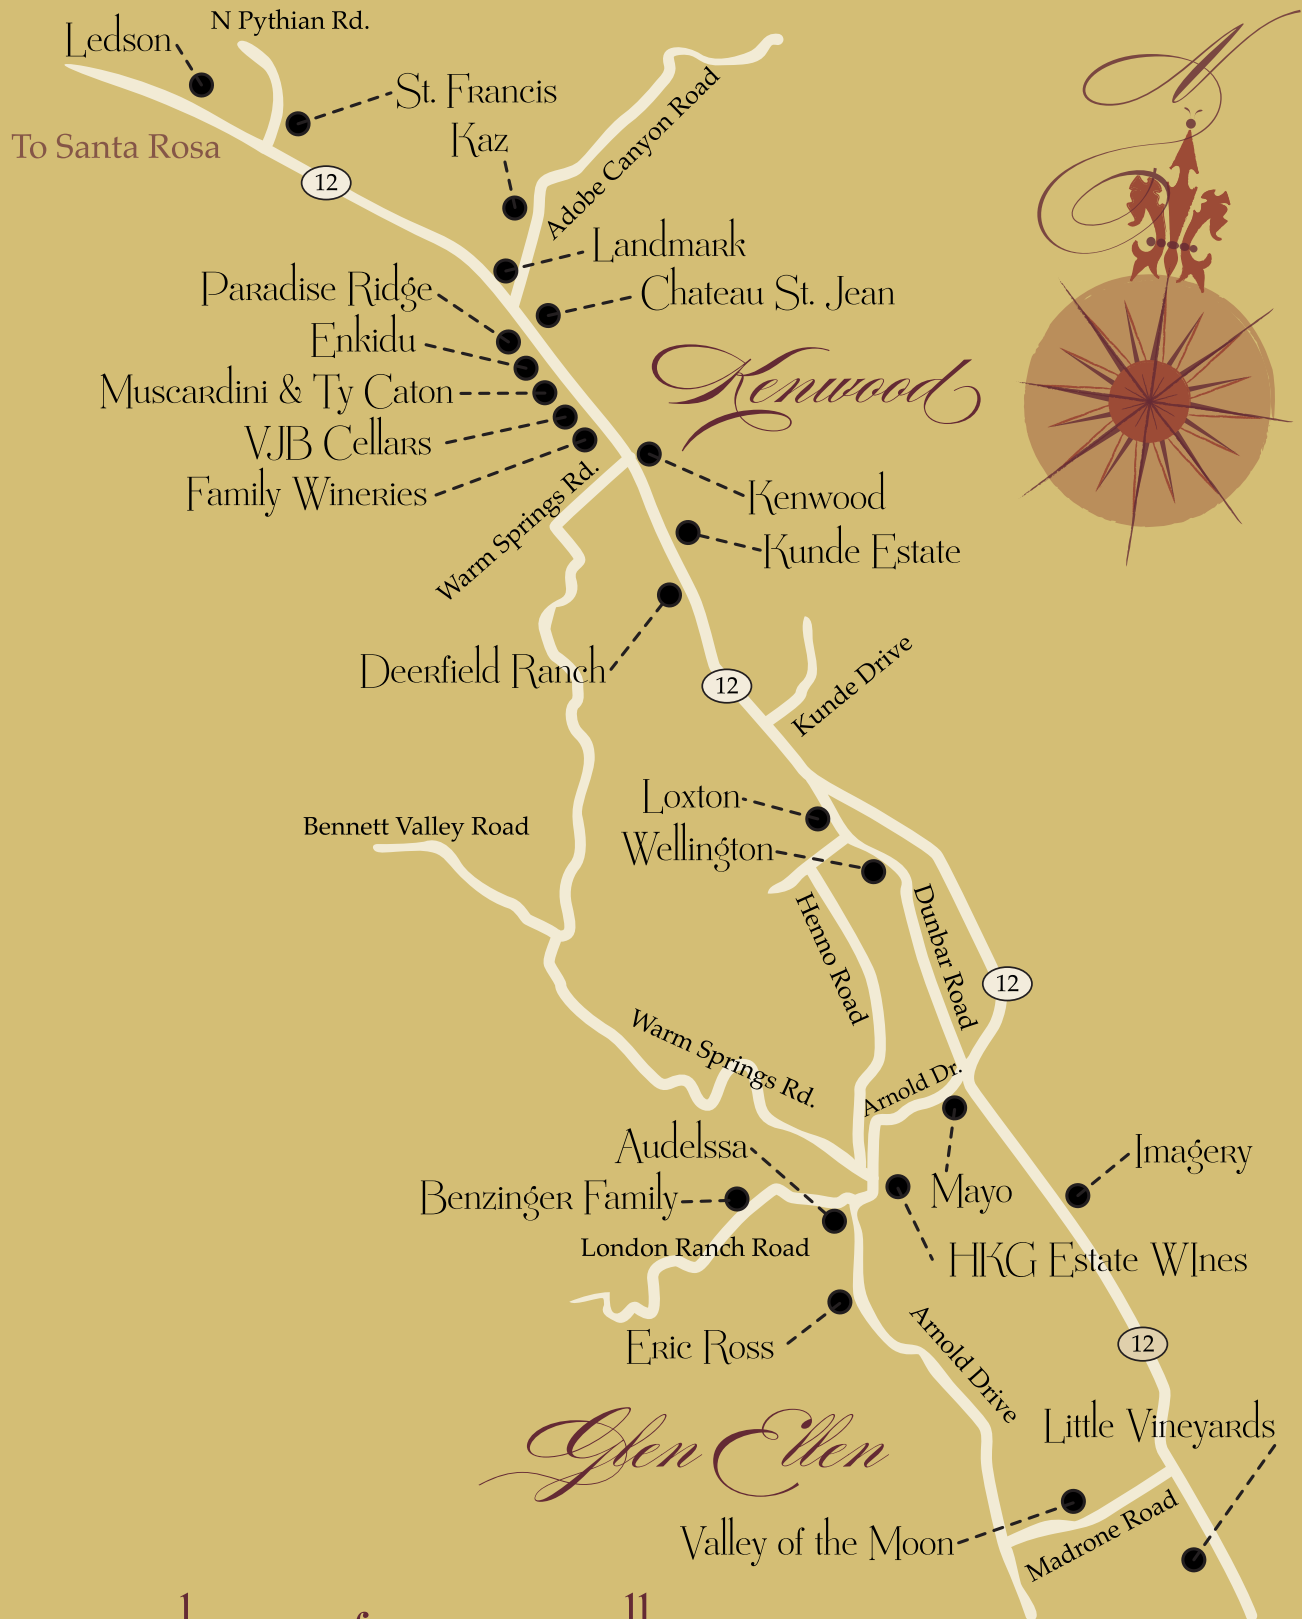 N Pythian Rd.
Ledson
St. Francis
Kaz
To Santa Rosa
12
Adobe Canyon Road
N
Landmark
Paradise Ridge
Chateau St. Jean
Enkidu
Kenwood
Muscardini & Ty Caton
VJB Cellars
Family Wineries
Warm Springs Rd.
Kenwood
Kunde Estate
Deerfield Ranch
12
Kunde Drive
Loxton
Bennett Valley Road
Wellington
Henno Road
Dunbar Road
12
Warm Springs Rd.
Arnold Dr.
Audelssa
Imagery
Benzinger Family
Mayo
London Ranch Road
HKG Estate WInes
Eric Ross
Arnold Drive
12
Little Vineyards
Glen Ellen
Valley of the Moon
Madrone Road